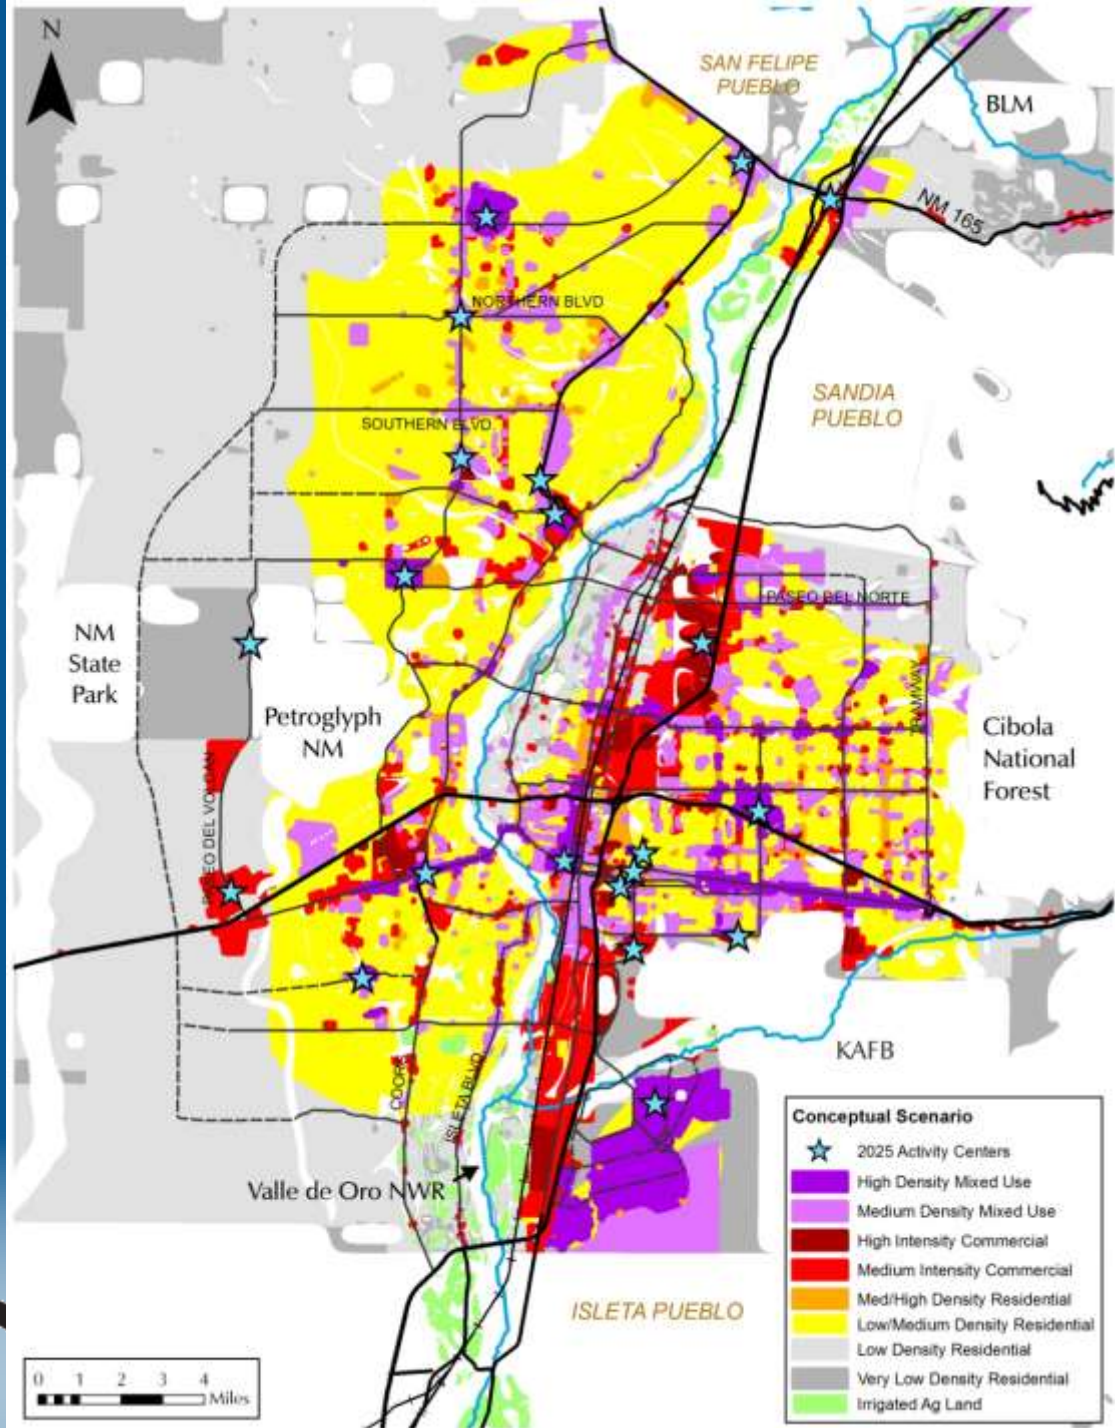 N
SAN FELIPE
PUEBLO
BLM
NM 165
NORTHERN BLVD
SANDIA
PUEBLO
SOUTHERN BLVD.
PASEO DEL NORTE
NM
State
Park
Petroglyph
NM
TRAMWAY
Cibola
National
Forest
PASEO DEL VOLCAN
KAFB
COORS
ISLETA BLVD
Valle de Oro NWR
ISLETA PUEBLO
Conceptual Scenario
2025 Activity Centers
High Density Mixed Use
Medium Density Mixed Use
High Intensity Commercial
Medium Intensity Commercial
Med/High Density Residential
Low/Medium Density Residential
Low Density Residential
Very Low Density Residential
Irrigated Ag Land
0 1 2 3 4
Miles